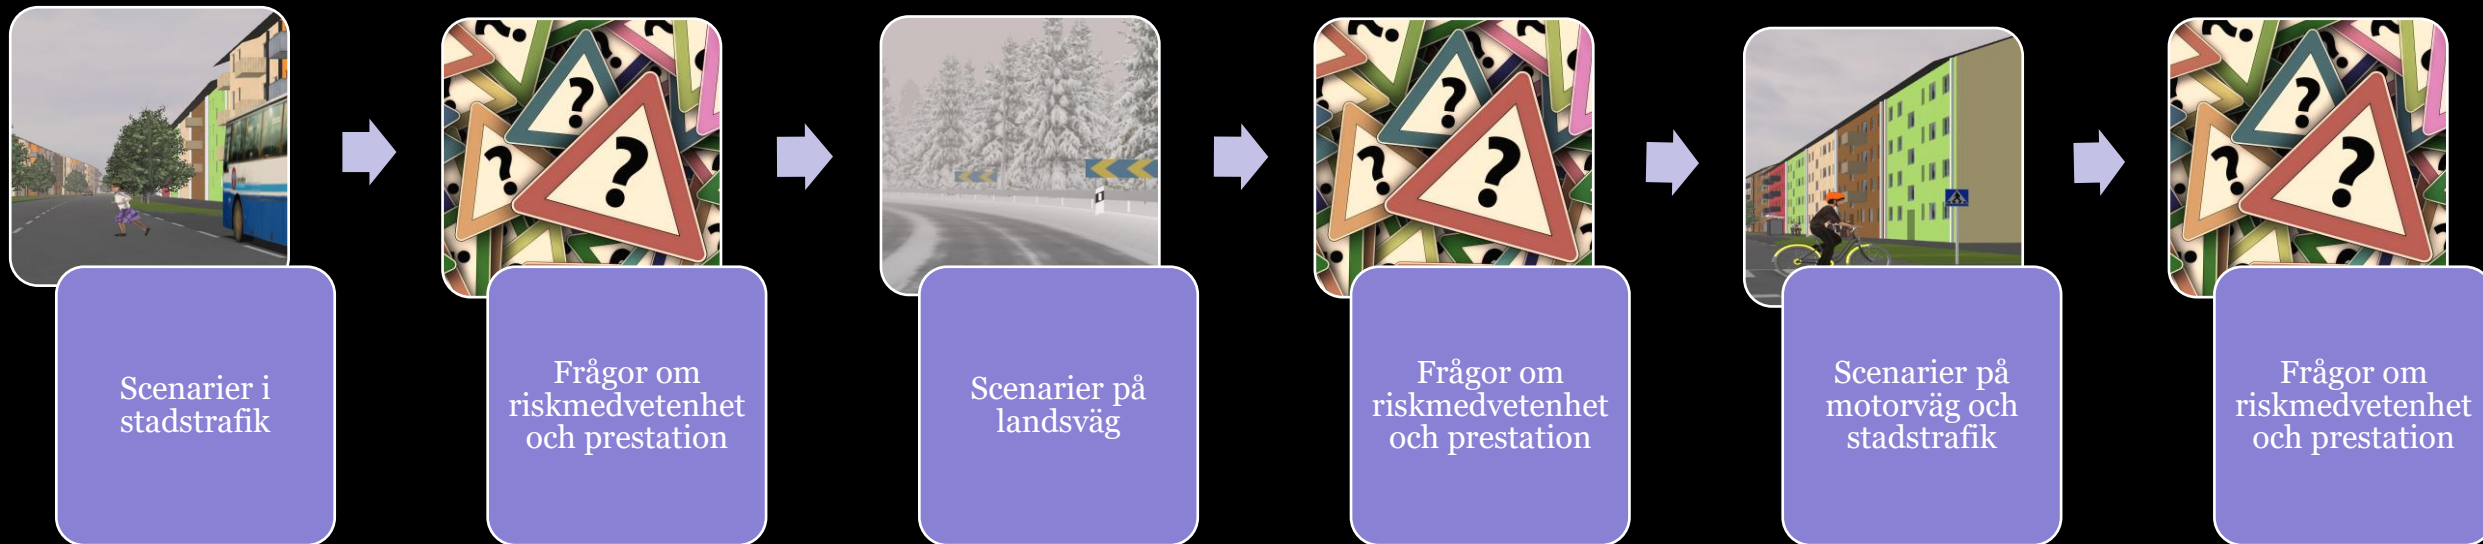 Scenarier i
stadstrafik
Frågor om
riskmedvetenhet
och prestation
Scenarier på
landsväg
Frågor om
riskmedvetenhet
och prestation
Scenarier på
motorväg och
stadstrafik
Frågor om
riskmedvetenhet
och prestation